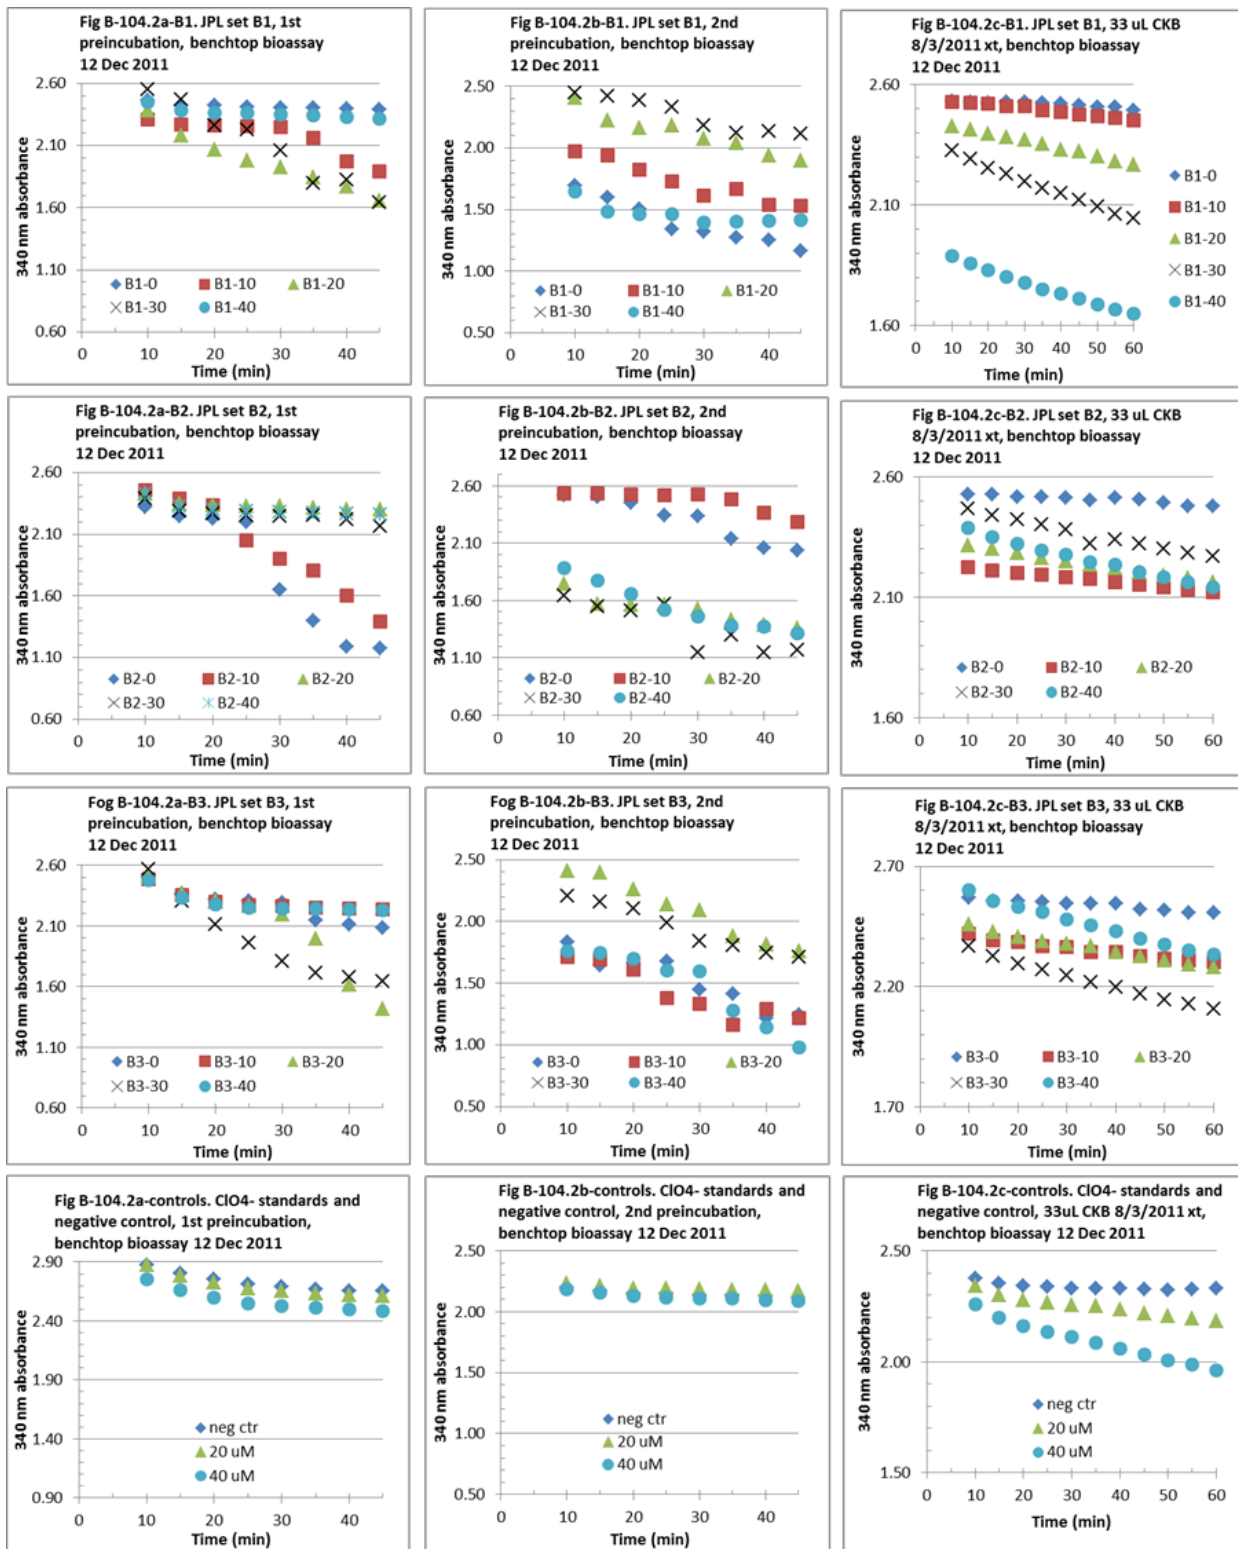 Fig B-104.2a-B1. JPL set B1, 1st
preincubation, benchtop bioassay
12 Dec 2011
340 nm absorbance
2.60
2.10
1.60
1.10
0.60
B1-0
B1-10
B1-20
B1-30
B1-40
0
10
20
30
40
Time (min)
Fig B-104.2b-B1. JPL set B1, 2nd
preincubation, benchtop bioassay
12 Dec 2011
340 nm absorbance
2.50
2.00
1.50
1.00
0.50
B1-0
B1-10
B1-20
B1-30
B1-40
0
10
20
30
40
Time (min)
Fig B-104.2c-B1. JPL set B1, 33 uL CKB
8/3/2011 xt, benchtop bioassay
12 Dec 2011
340 nm absorbance
2.60
2.10
1.60
B1-0
B1-10
B1-20
B1-30
B1-40
0
10
20
30
40
50
60
Time (min)
Fig B-104.2a-B2. JPL set B2, 1st
preincubation, benchtop bioassay
12 Dec 2011
340 nm absorbance
2.60
2.10
1.60
1.10
0.60
B2-0
B2-10
B2-20
B2-30
B2-40
0
10
20
30
40
Time (min)
Fig B-104.2b-B2. JPL set B2, 2nd
preincubation, benchtop bioassay
12 Dec 2011
340 nm absorbance
2.60
2.10
1.60
1.10
0.60
B2-0
B2-10
B2-20
B2-30
B2-40
0
10
20
30
40
Time (min)
Fig B-104.2c-B2. JPL set B2, 33 uL CKB
8/3/2011 xt, benchtop bioassay
12 Dec 2011
340 nm absorbance
2.60
2.10
1.60
B2-0
B2-10
B2-20
B2-30
B2-40
0
10
20
30
40
50
60
Time (min)
Fog B-104.2a-B3. JPL set B3, 1st
preincubation, benchtop bioassay
12 Dec 2011
340 nm absorbance
2.60
2.10
1.60
1.10
0.60
B3-0
B3-10
B3-20
B3-30
B3-40
0
10
20
30
40
Time (min)
Fog B-104.2b-B3. JPL set B3, 2nd
preincubation, benchtop bioassay
12 Dec 2011
340 nm absorbance
2.50
2.00
1.50
1.00
0.50
B3-0
B3-10
B3-20
B3-30
B3-40
0
10
20
30
40
Time (min)
Fig B-104.2c-B3. JPL set B3, 33 uL CKB
8/3/2011 xt, benchtop bioassay
12 Dec 2011
340 nm absorbance
2.70
2.20
1.70
B3-0
B3-10
B3-20
B3-30
B3-40
0
10
20
30
40
50
60
Time (min)
Fig B-104.2a-controls. ClO4- standards and
negative control, 1st preincubation,
benchtop bioassay 12 Dec 2011
340 nm absorbance
2.90
2.40
1.90
1.40
0.90
neg ctr
20 uM
40 uM
0
10
20
30
40
Time (min)
Fig B-104.2b-controls. ClO4- standards and
negative control, 2nd preincubation,
benchtop bioassay 12 Dec 2011
340 nm absorbance
2.50
2.00
1.50
1.00
0.50
neg ctr
20 uM
40 uM
0
10
20
30
40
Time (min)
Fig B-104.2c-controls. ClO4- standards and
negative control, 33uL CKB 8/3/2011 xt,
benchtop bioassay 12 Dec 2011
340 nm absorbance
2.50
2.00
1.50
neg ctr
20 uM
40 uM
0
10
20
30
40
50
60
Time (min)